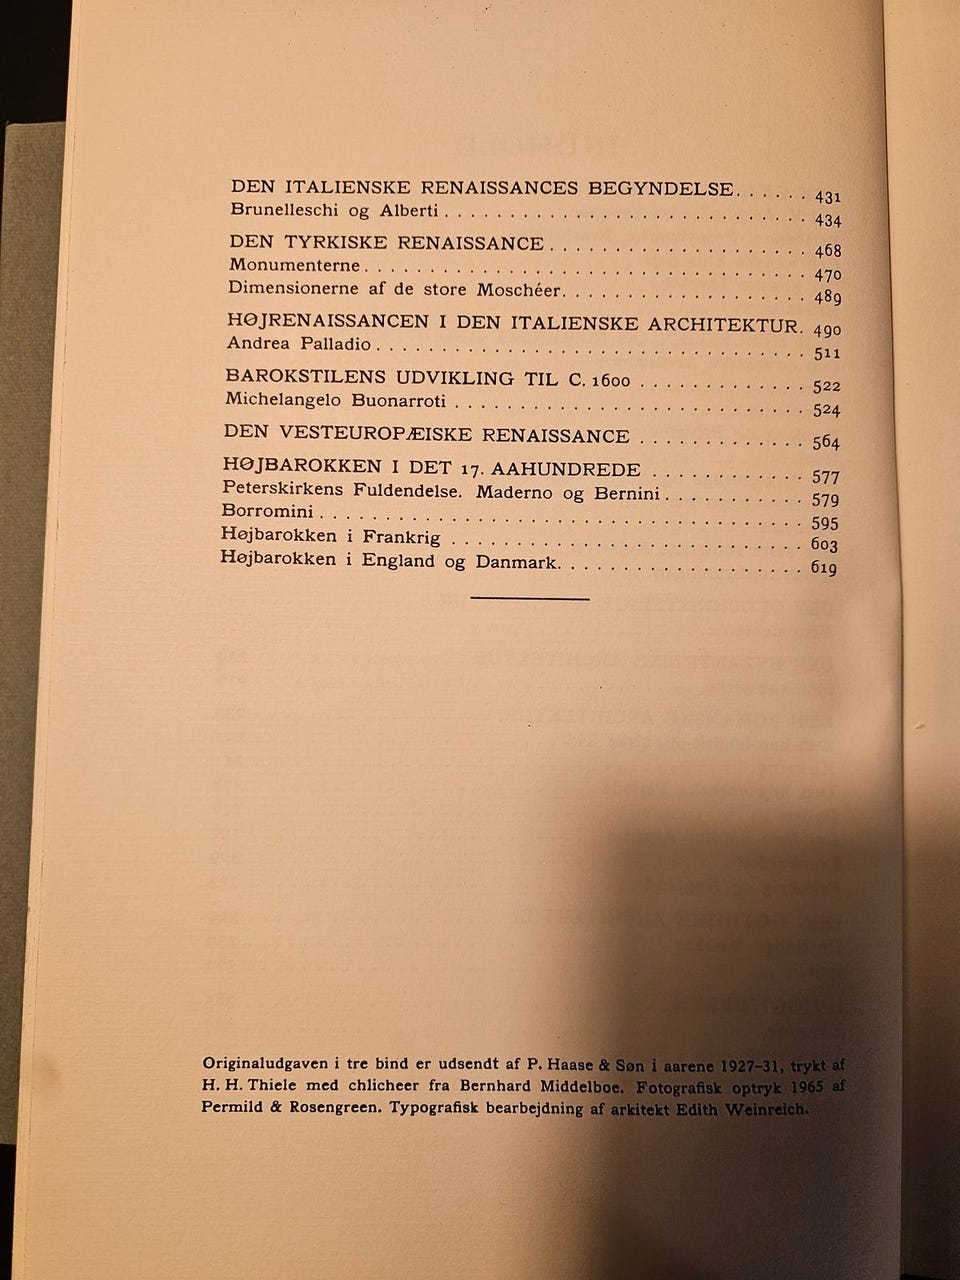 DEN ITALIENSKE RENAISSANCES BEGYNDELSE. . . . . . 431
Brunelleschi og Alberti . . . . . . . . . . . . . . . . . . . . . . . . . . . . 434
DEN TYRKISKE RENAISSANCE . . . . . . . . . . . . . . . . . . . . 468
Monumenterne . . . . . . . . . . . . . . . . . . . . . . . . . . . . . . . . . . 470
Dimensionerne af de store Moschéer. . . . . . . . . . . . . . . . . . . 489
HØJRENAISSANCEN I DEN ITALIENSKE ARCHITEKTUR. 490
Andrea Palladio . . . . . . . . . . . . . . . . . . . . . . . . . . . . . . . . . 511
BAROKSTILENS UDVIKLING TIL C. 1600 . . . . . . . . . . . . . 522
Michelangelo Buonarroti . . . . . . . . . . . . . . . . . . . . . . . . . . . 524
DEN VESTEUROPÆISKE RENAISSANCE . . . . . . . . . . . . . 564
HØJBAROKKEN I DET 17. AAHUNDREDE . . . . . . . . . . . . 577
Peterskirkens Fuldendelse. Maderno og Bernini . . . . . . . . . . . 579
Borromini . . . . . . . . . . . . . . . . . . . . . . . . . . . . . . . . . . . . . 595
Højbarokken i Frankrig . . . . . . . . . . . . . . . . . . . . . . . . . . . 603
Højbarokken i England og Danmark. . . . . . . . . . . . . . . . . . . 619
Originaludgaven i tre bind er udsendt af P. Haase & Søn i aarene 1927–31, trykt af
H. H. Thiele med chlicheer fra Bernhard Middelboe. Fotografisk optryk 1965 af
Permild & Rosengreen. Typografisk bearbejdning af arkitekt Edith Weinreich.